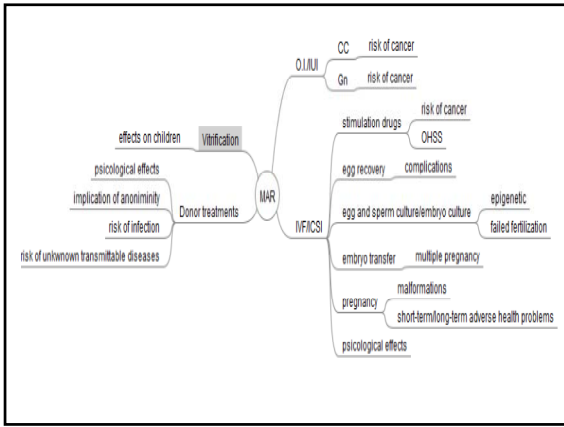 MAR
O.I./IUI
CC
risk of cancer
Gn
risk of cancer
IVF/ICSI
stimulation drugs
risk of cancer
OHSS
egg recovery
complications
egg and sperm culture/embryo culture
epigenetic
failed fertilization
embryo transfer
multiple pregnancy
pregnancy
malformations
short-term/long-term adverse health problems
psicological effects
Vitrification
effects on children
Donor treatments
psicological effects
implication of anoniminity
risk of infection
risk of unkwnown transmittable diseases